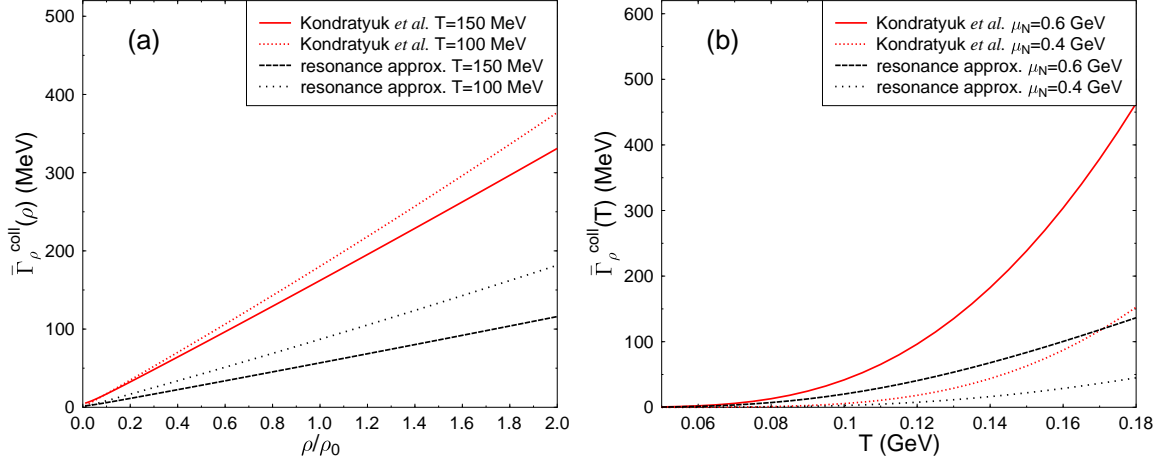 (a)
Kondratyuk et al. T=150 MeV
Kondratyuk et al. T=100 MeV
resonance approx. T=150 MeV
resonance approx. T=100 MeV
500
400
300
200
100
0
Γ̄ρ^coll(ρ) (MeV)
0.0 0.2 0.4 0.6 0.8 1.0 1.2 1.4 1.6 1.8 2.0
ρ/ρ0
(b)
Kondratyuk et al. μN=0.6 GeV
Kondratyuk et al. μN=0.4 GeV
resonance approx. μN=0.6 GeV
resonance approx. μN=0.4 GeV
600
500
400
300
200
100
0
Γ̄ρ^coll(T) (MeV)
0.06 0.08 0.1 0.12 0.14 0.16 0.18
T (GeV)